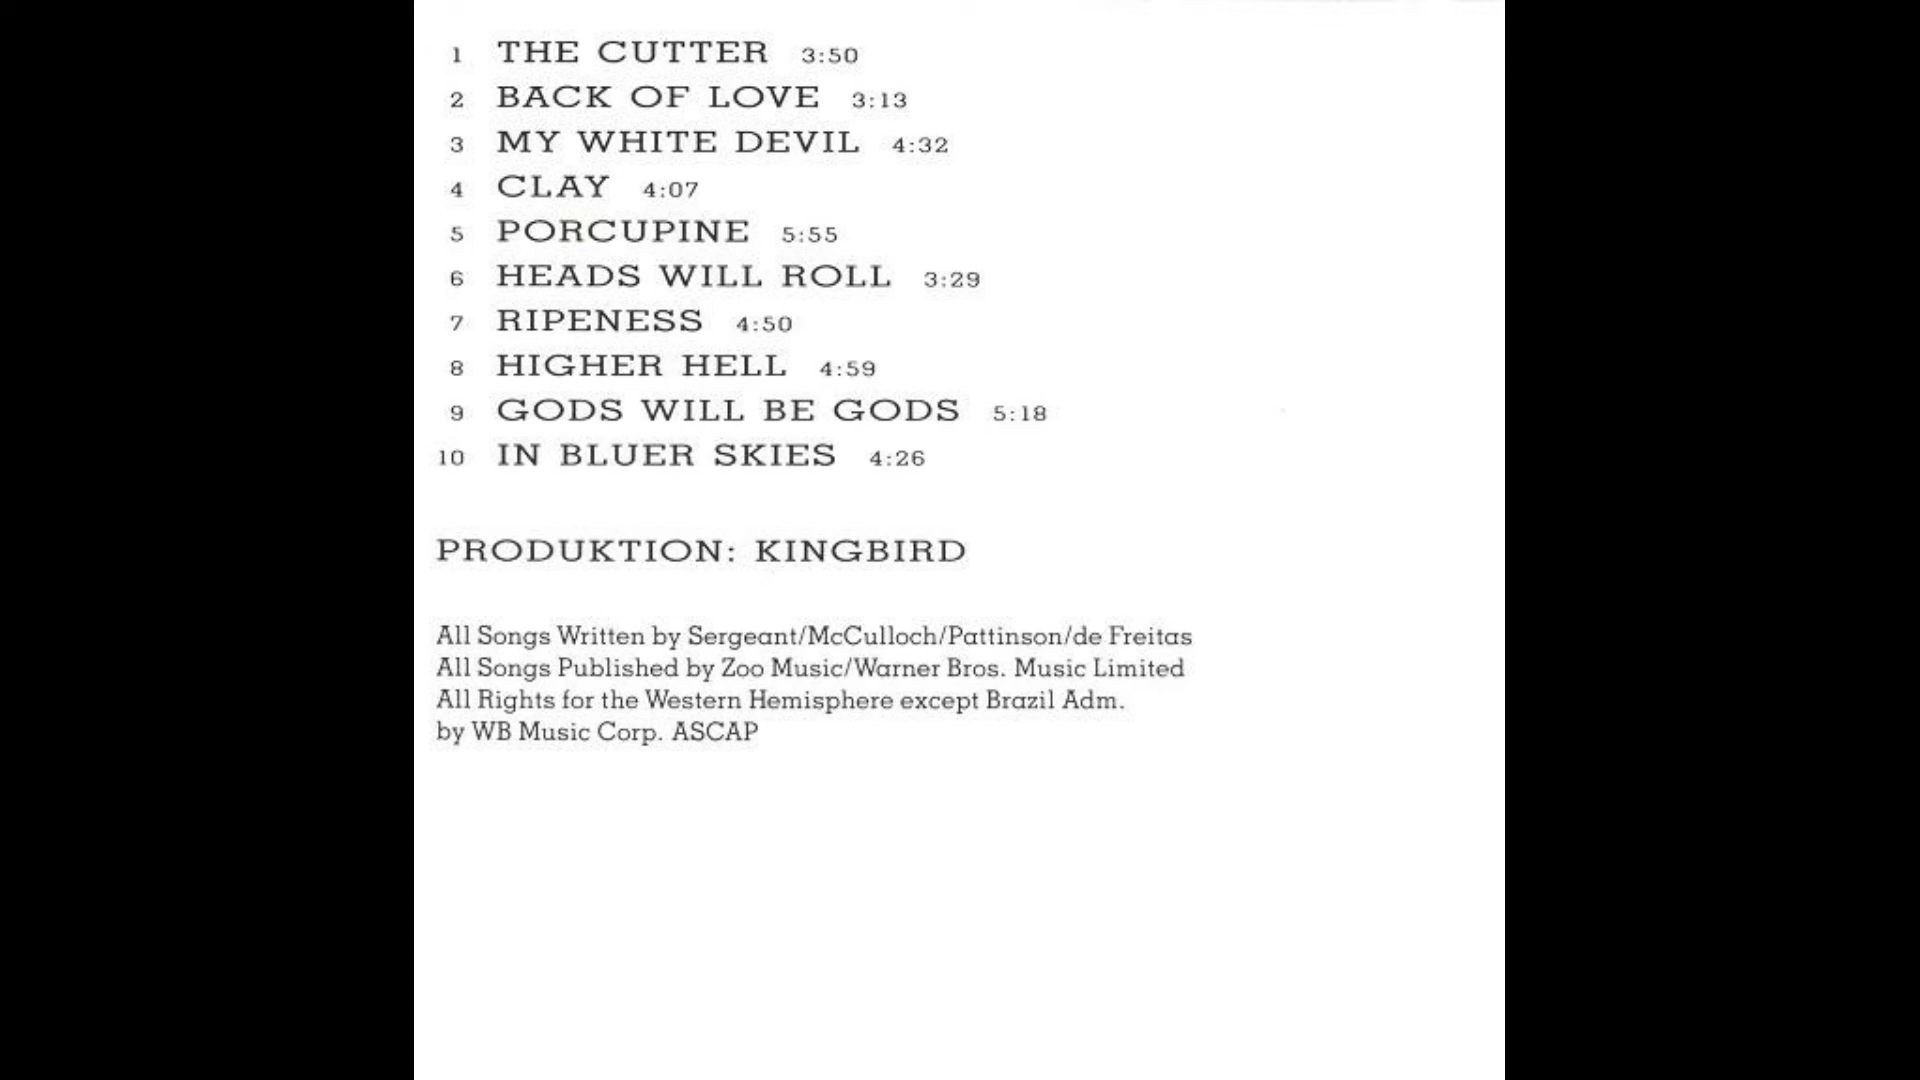 1 THE CUTTER 3:50
2 BACK OF LOVE 3:13
3 MY WHITE DEVIL 4:32
4 CLAY 4:07
5 PORCUPINE 5:55
6 HEADS WILL ROLL 3:29
7 RIPENESS 4:50
8 HIGHER HELL 4:59
9 GODS WILL BE GODS 5:18
10 IN BLUER SKIES 4:26
PRODUKTION: KINGBIRD
All Songs Written by Sergeant/McCulloch/Pattinson/de Freitas
All Songs Published by Zoo Music/Warner Bros. Music Limited
All Rights for the Western Hemisphere except Brazil Adm.
by WB Music Corp. ASCAP